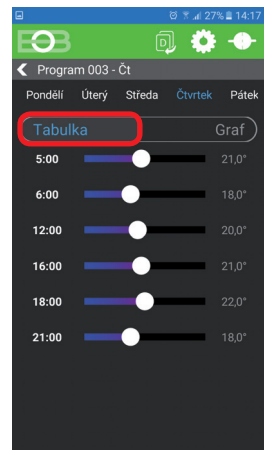 27% 14:17
EOB
Program 003 - Čt
Pondělí Úterý Středa Čtvrtek Pátek
Tabulka Graf
5:00 21,0°
6:00 18,0°
12:00 20,0°
16:00 21,0°
18:00 22,0°
21:00 18,0°